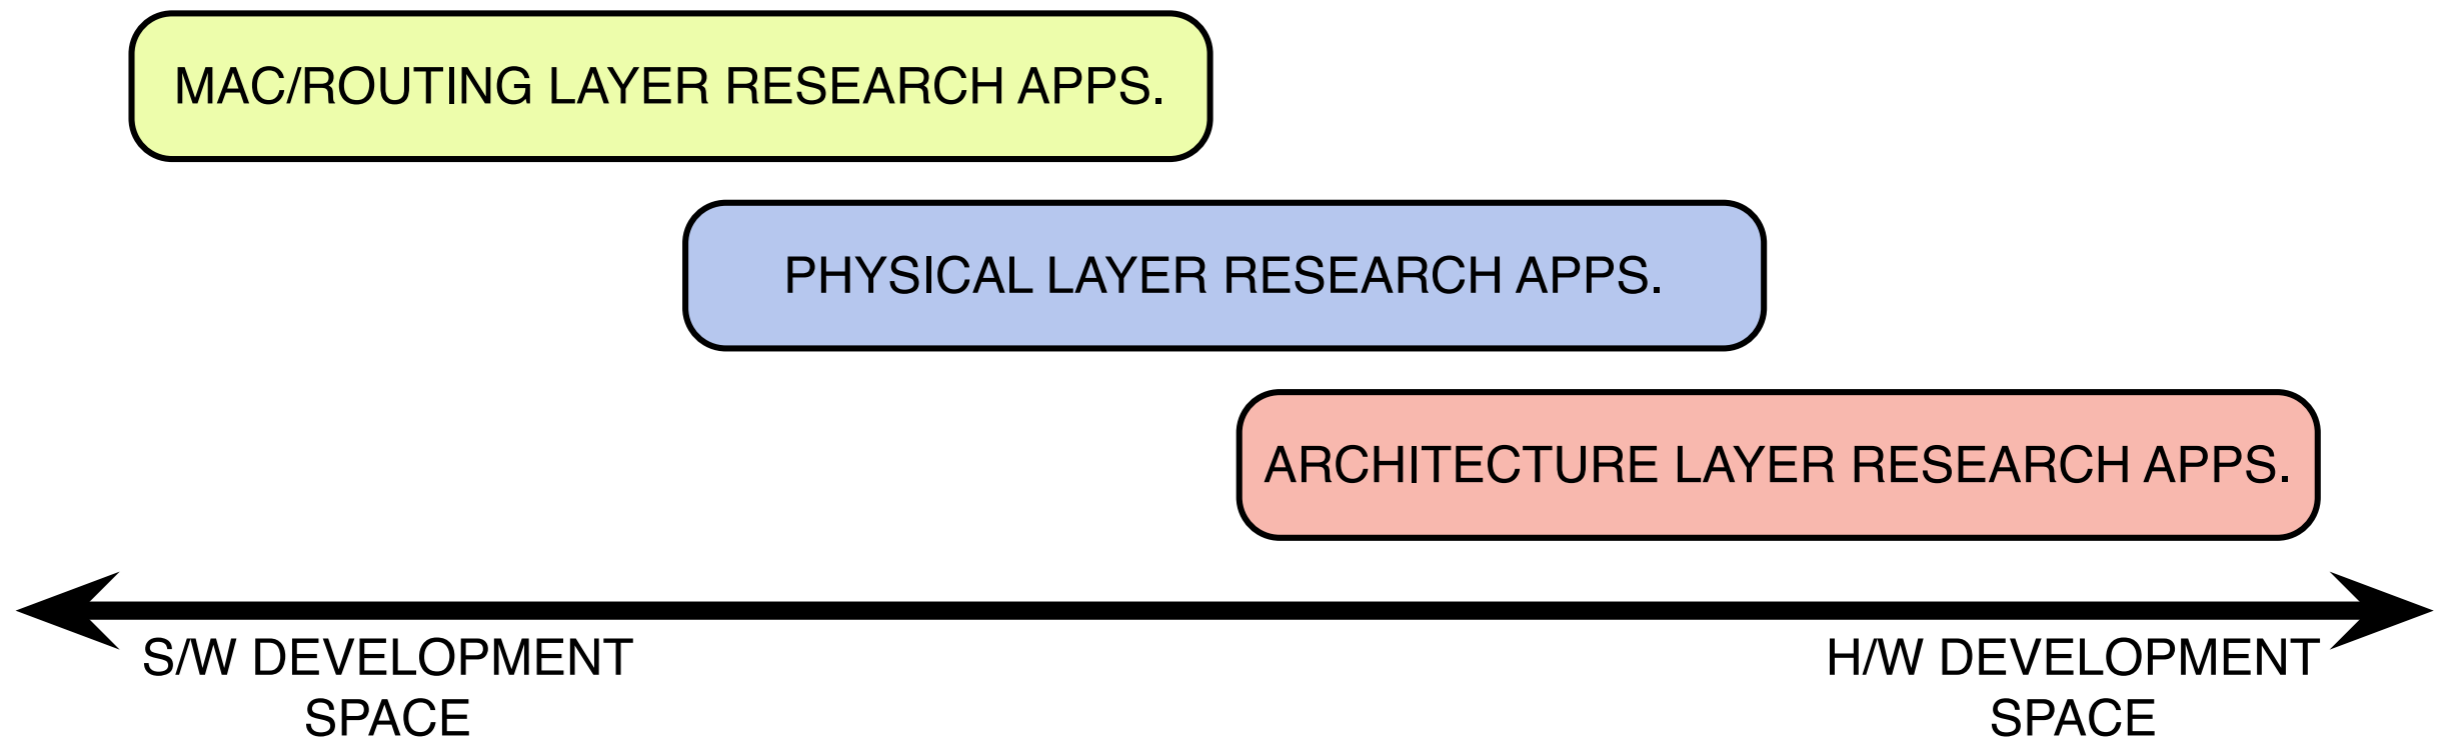 MAC/ROUTING LAYER RESEARCH APPS.
PHYSICAL LAYER RESEARCH APPS.
ARCHITECTURE LAYER RESEARCH APPS.
S/W DEVELOPMENT
SPACE
H/W DEVELOPMENT
SPACE